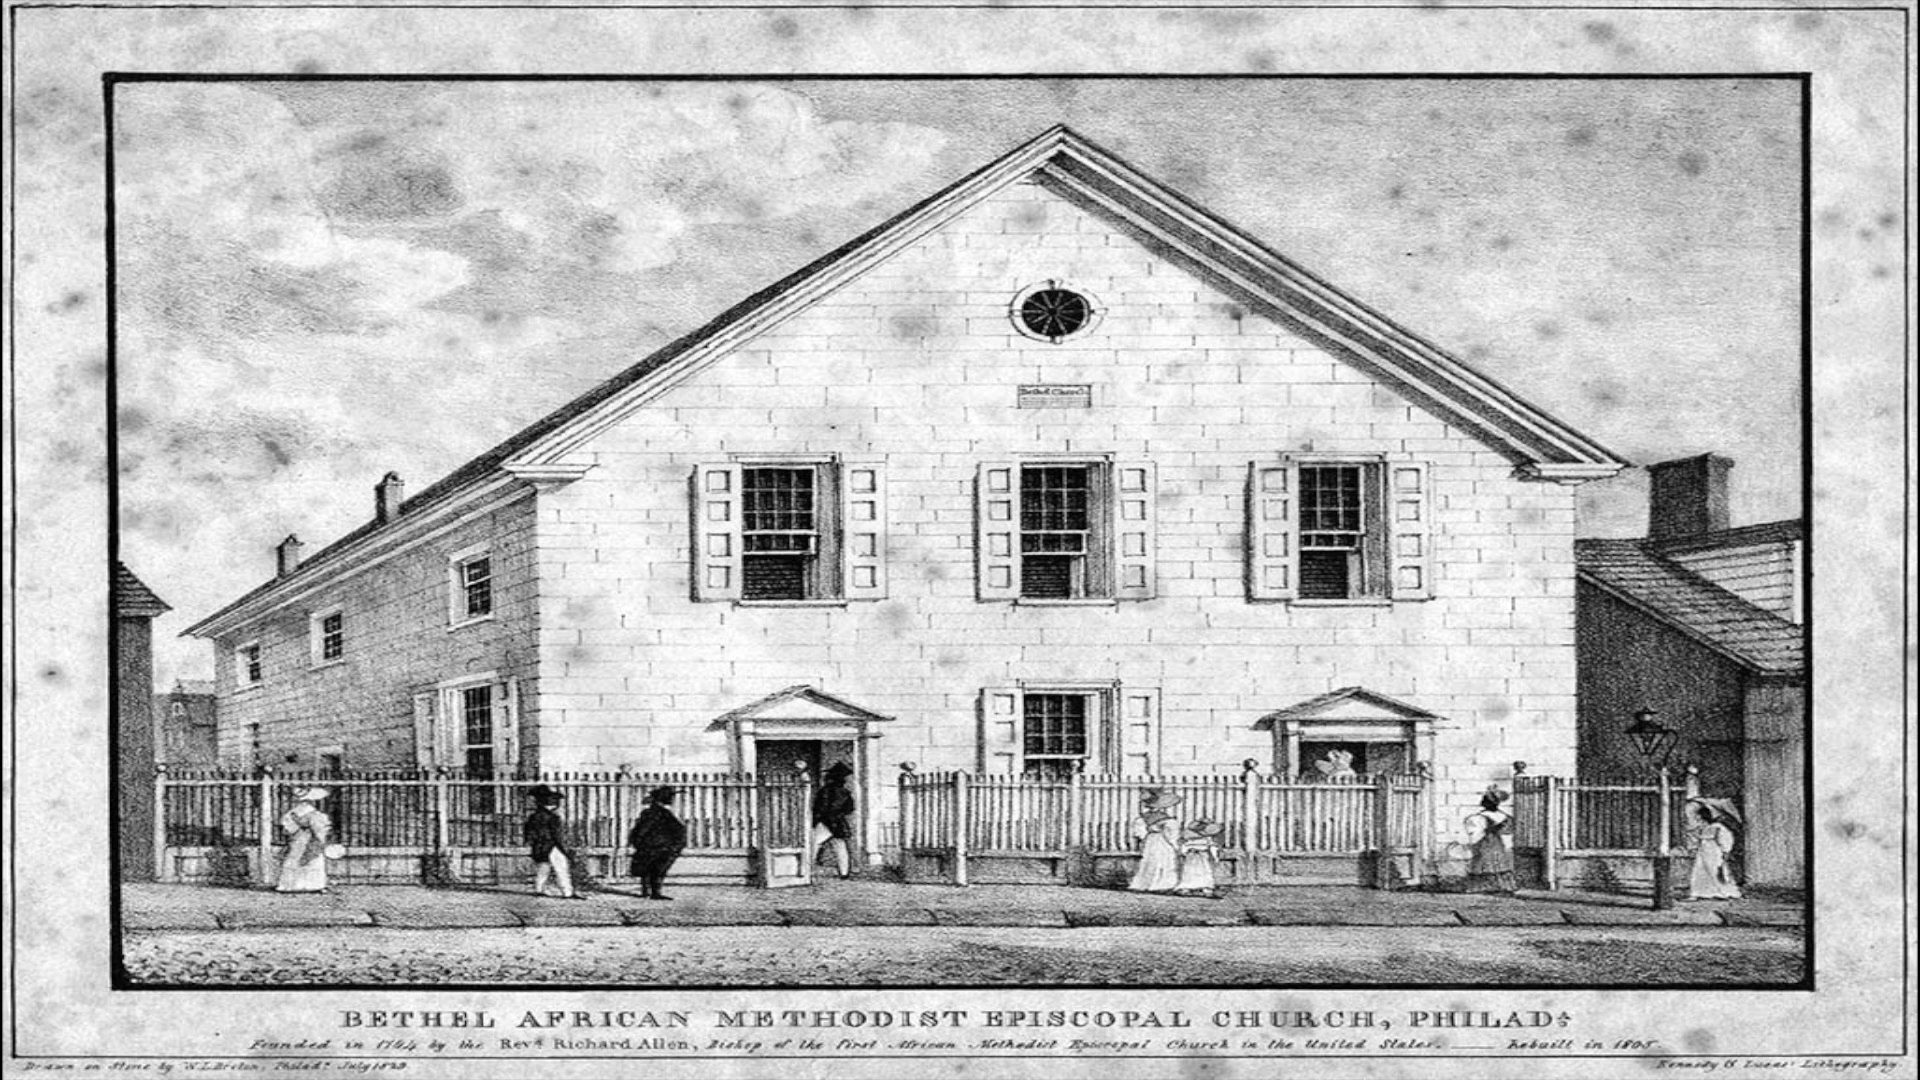 Bethel Church
BETHEL AFRICAN METHODIST EPISCOPAL CHURCH, PHILADA:
Founded in 1794 by the Revd. Richard Allen, Bishop of the first African Methodist Episcopal Church in the United States. — Rebuilt in 1805.
Drawn on Stone by W.L.Breton, Philada. July 1829
Kennedy & Lucas' Lithography.